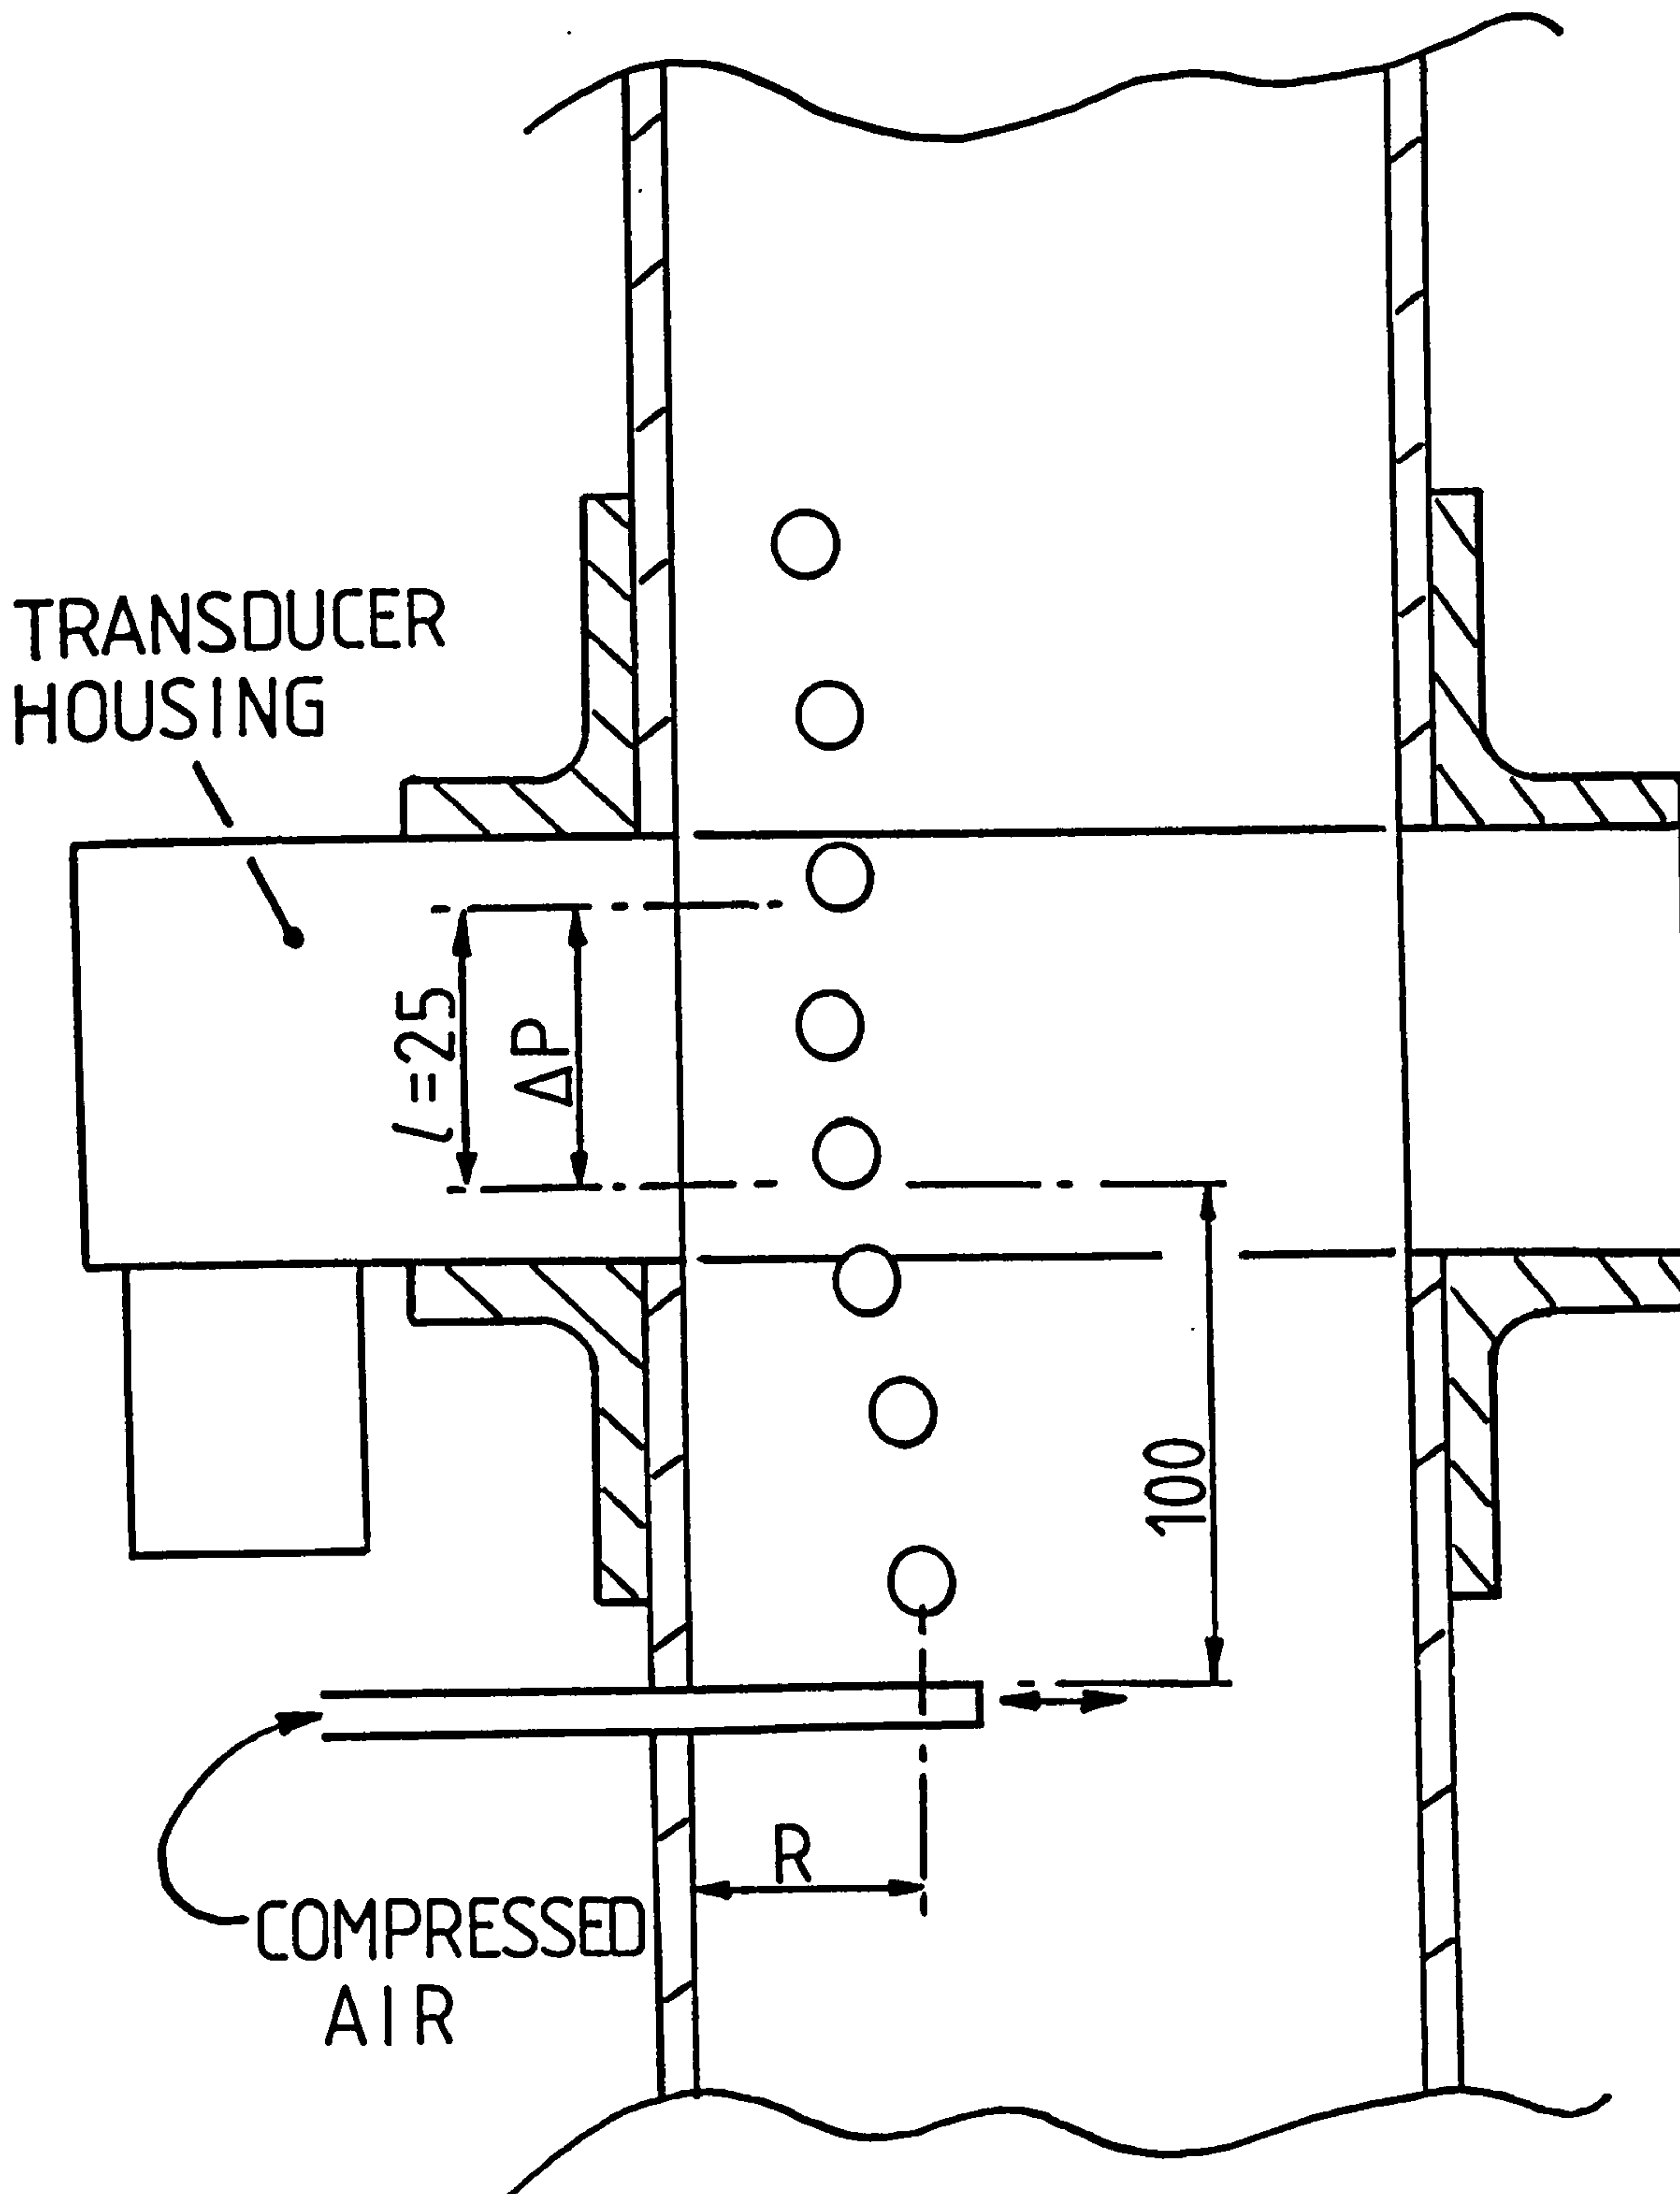 TRANSDUCER
HOUSING
l=25
ΔP
100
R
COMPRESSED
AIR